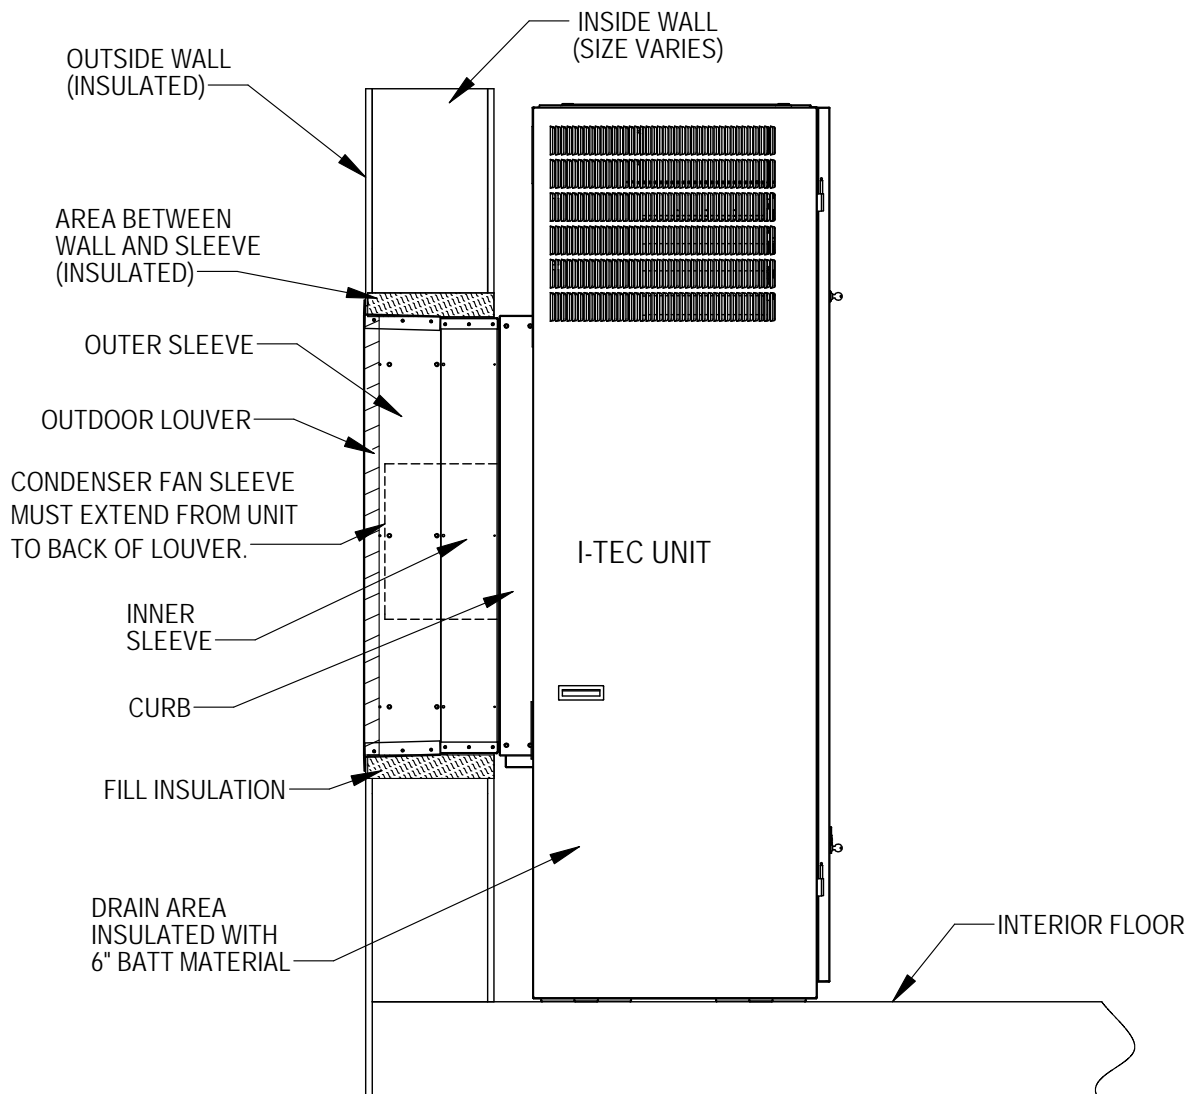 INSIDE WALL
(SIZE VARIES)
OUTSIDE WALL
(INSULATED)
AREA BETWEEN
WALL AND SLEEVE
(INSULATED)
OUTER SLEEVE
OUTDOOR LOUVER
CONDENSER FAN SLEEVE
MUST EXTEND FROM UNIT
TO BACK OF LOUVER.
I-TEC UNIT
INNER
SLEEVE
CURB
FILL INSULATION
DRAIN AREA
INSULATED WITH
6" BATT MATERIAL
INTERIOR FLOOR